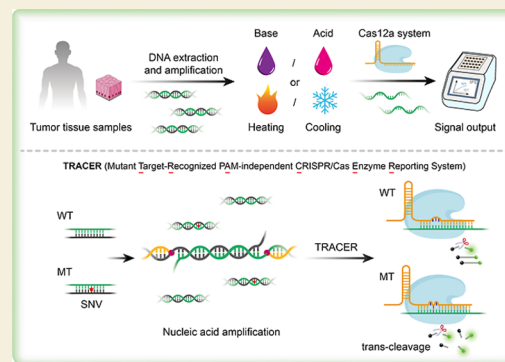 DNA extraction
and amplification
Base / Acid
or
Heating / Cooling
Cas12a system
Tumor tissue samples
Signal output
TRACER (Mutant Target-Recognized PAM-independent CRISPR/Cas Enzyme Reporting System)
WT
MT
SNV
Nucleic acid amplification
TRACER
WT
MT
trans-cleavage